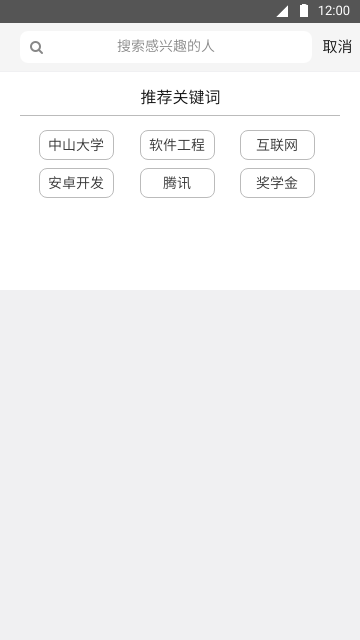 12:00
搜索感兴趣的人 取消
推荐关键词
中山大学 软件工程 互联网
安卓开发 腾讯 奖学金